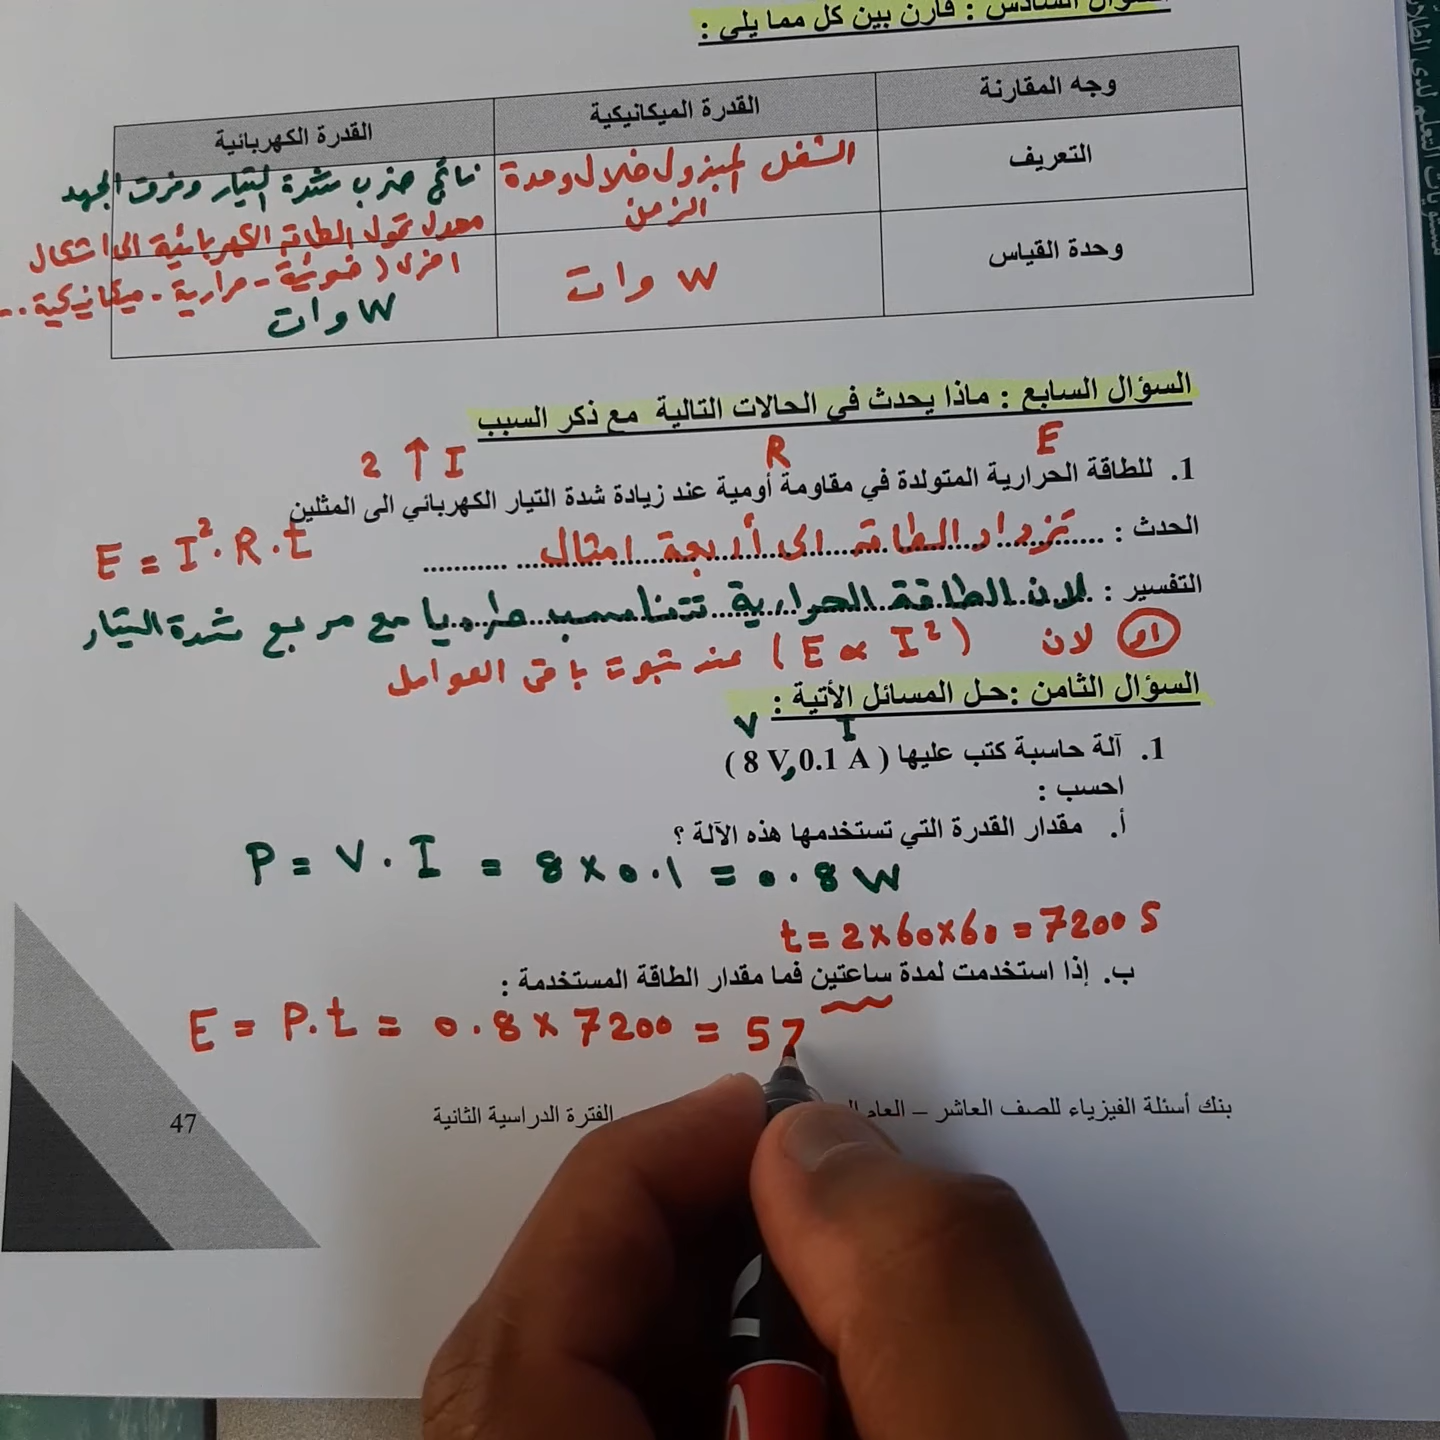 السؤال السادس : قارن بين كل مما يلي :
وجه المقارنة القدرة الميكانيكية القدرة الكهربائية
التعريف الشغل المبذول خلال وحدة الزمن ناتج ضرب شدة التيار وفرق الجهد
معدل تحول الطاقة الكهربائية الى اشكال
اخرى ( ضوئية - حرارية - ميكانيكية ...
وحدة القياس W وات W وات
السؤال السابع : ماذا يحدث في الحالات التالية مع ذكر السبب
E R I ↑ 2
1. للطاقة الحرارية المتولدة في مقاومة أومية عند زيادة شدة التيار الكهربائي الى المثلين
E = I². R. t
الحدث : تزداد الطاقة الى أربعة امثال
التفسير : لان الطاقة الحرارية تتناسب طرديا مع مربع شدة التيار
او لان ( E ∝ I² ) عند ثبوت باقي العوامل
السؤال الثامن :حل المسائل الأتية :
V I
1. آلة حاسبة كتب عليها ( 8 V,0.1 A )
احسب :
أ. مقدار القدرة التي تستخدمها هذه الآلة ؟
P = V . I = 8 × 0.1 = 0.8 W
t = 2×60×60 = 7200 S
ب. إذا استخدمت لمدة ساعتين فما مقدار الطاقة المستخدمة :
E = P.t = 0.8 × 7200 = 57
بنك أسئلة الفيزياء للصف العاشر – العام الفترة الدراسية الثانية
47